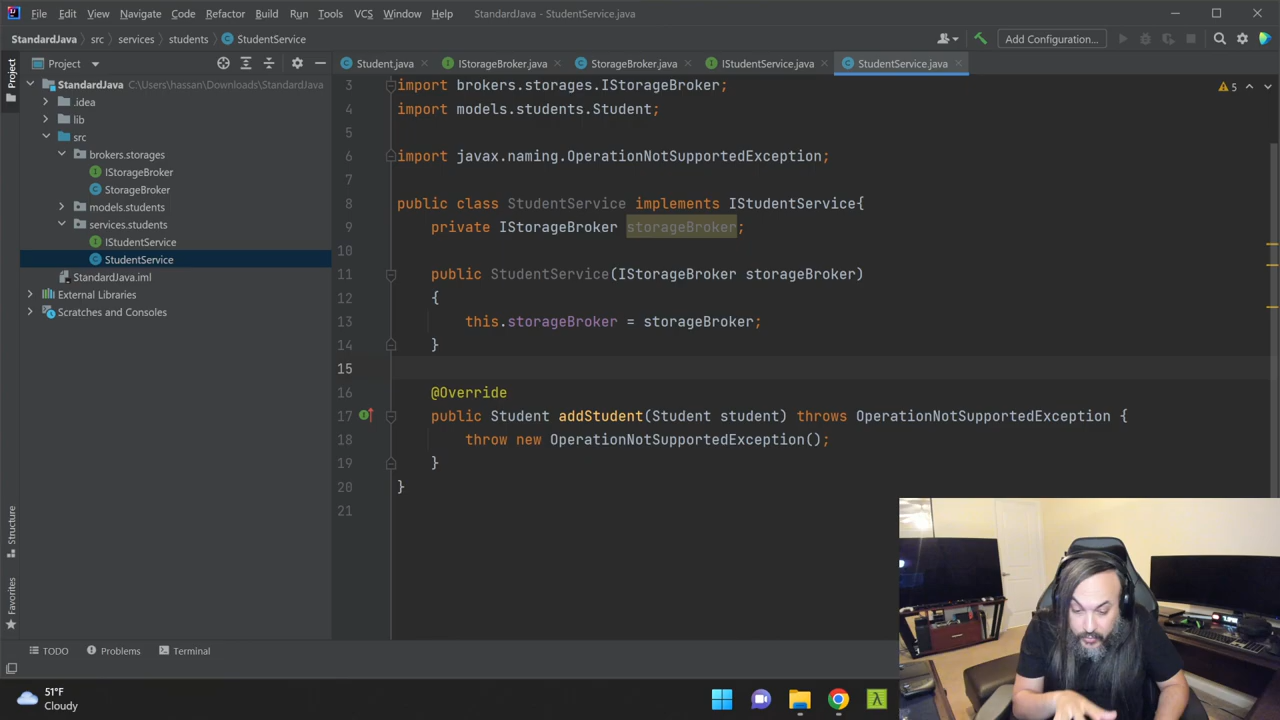 File Edit View Navigate Code Refactor Build Run Tools VCS Window Help StandardJava - StudentService.java
StandardJava src services students StudentService Add Configuration...
Project Student.java IStorageBroker.java StorageBroker.java IStudentService.java StudentService.java
Project
StandardJava C:\Users\hassan\Downloads\StandardJava
.idea
lib
src
brokers.storages
IStorageBroker
StorageBroker
models.students
services.students
IStudentService
StudentService
StandardJava.iml
External Libraries
Scratches and Consoles
Structure
Favorites
5
3 import brokers.storages.IStorageBroker;
4 import models.students.Student;
5
6 import javax.naming.OperationNotSupportedException;
7
8 public class StudentService implements IStudentService{
9 private IStorageBroker storageBroker;
10
11 public StudentService(IStorageBroker storageBroker)
12 {
13 this.storageBroker = storageBroker;
14 }
15
16 @Override
17 public Student addStudent(Student student) throws OperationNotSupportedException {
18 throw new OperationNotSupportedException();
19 }
20 }
21
TODO Problems Terminal
51°F
Cloudy